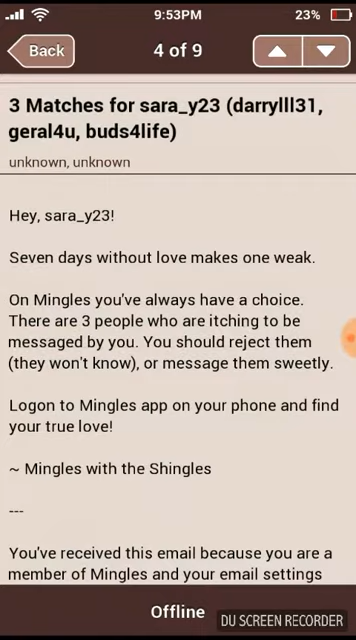 9:53PM
23%
Back
4 of 9
3 Matches for sara_y23 (darrylll31,
geral4u, buds4life)
unknown, unknown
Hey, sara_y23!
Seven days without love makes one weak.
On Mingles you've always have a choice.
There are 3 people who are itching to be
messaged by you. You should reject them
(they won't know), or message them sweetly.
Logon to Mingles app on your phone and find
your true love!
~ Mingles with the Shingles
---
You've received this email because you are a
member of Mingles and your email settings
Offline
DU SCREEN RECORDER